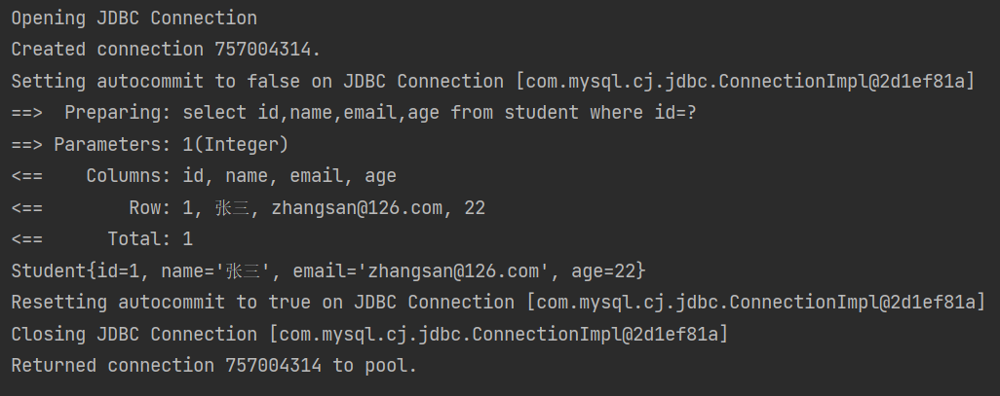 Opening JDBC Connection
Created connection 757004314.
Setting autocommit to false on JDBC Connection [com.mysql.cj.jdbc.ConnectionImpl@2d1ef81a]
==>  Preparing: select id,name,email,age from student where id=?
==> Parameters: 1(Integer)
<==    Columns: id, name, email, age
<==        Row: 1, 张三, zhangsan@126.com, 22
<==      Total: 1
Student{id=1, name='张三', email='zhangsan@126.com', age=22}
Resetting autocommit to true on JDBC Connection [com.mysql.cj.jdbc.ConnectionImpl@2d1ef81a]
Closing JDBC Connection [com.mysql.cj.jdbc.ConnectionImpl@2d1ef81a]
Returned connection 757004314 to pool.